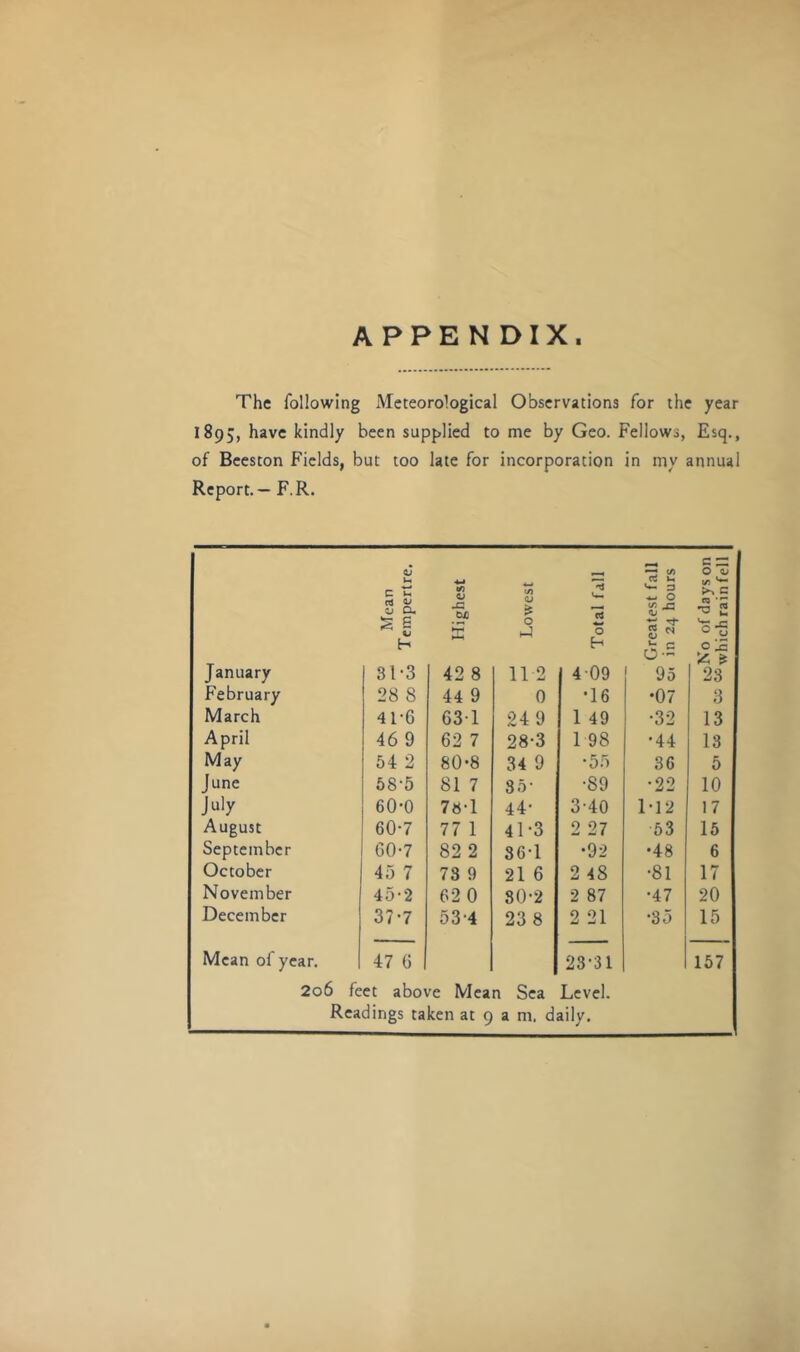 APPENDIX.
The following Meteorological Observations for the year
1895, have kindly been supplied to me by Geo. Fellows, Esq.,
of Beeston Fields, but too late for incorporation in my annual
Report.— F.R.
Mean Tempertre. Highest Lowest Total fall Greatest fall in 24 hours No of days on which rain fell
January 31·3 42 8 11 2 4·09 95 23
February 28 8 44 9 0 ·16 ·07 3
March 41·6 63·1 24 9 1 49 ·32 13
April 46 9 62 7 28·3 1 98 ·44 13
May 54 2 80·8 34 9 ·55 36 5
June 58·5 81 7 35· ·89 ·22 10
July 60·0 78·1 44· 3·40 1·12 17
August 60·7 77 1 41·3 2 27 53 15
September 60·7 82 2 36·1 ·92 ·48 6
October 45 7 73 9 21 6 2 48 ·81 17
November 45·2 62 0 30·2 2 87 ·47 20
December 37·7 53·4 23 8 2 21 ·35 15
Mean of year. 47 6 23·31 157
206 feet above Mean Sea Level.
Readings taken at 9 a m. daily.